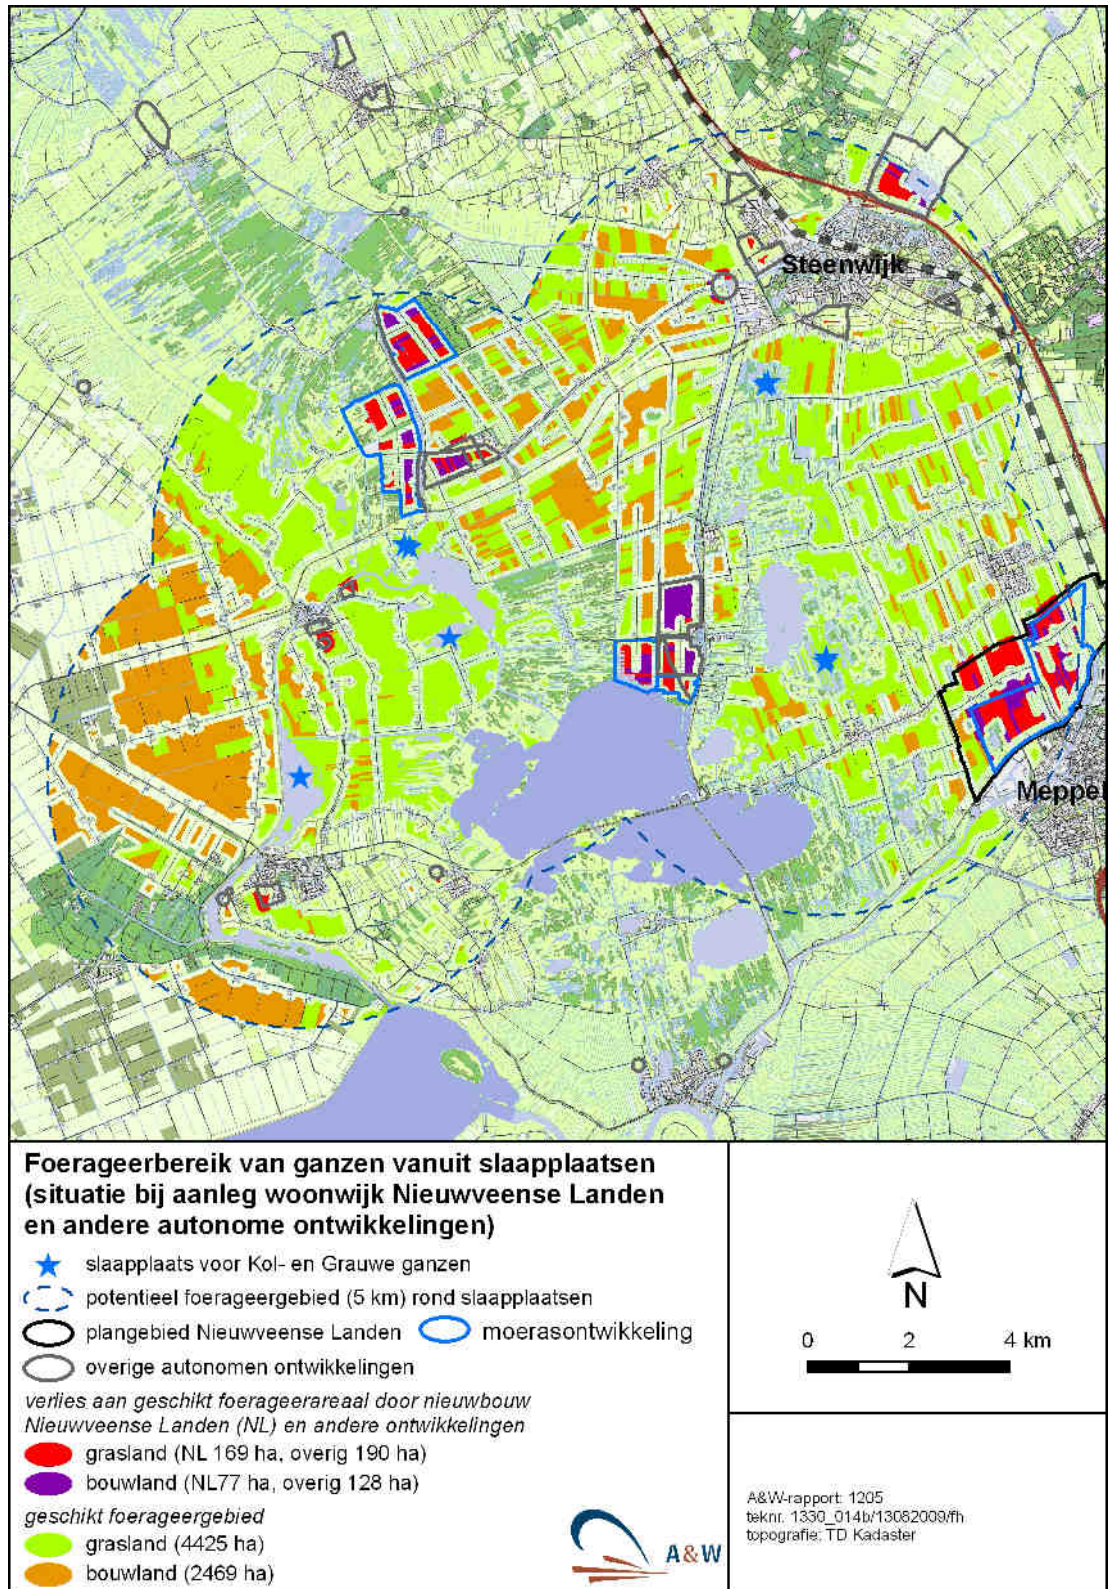 Steenwijk
Meppel
Foerageerbereik van ganzen vanuit slaapplaatsen
(situatie bij aanleg woonwijk Nieuwveense Landen
en andere autonome ontwikkelingen)
slaapplaats voor Kol- en Grauwe ganzen
potentieel foerageergebied (5 km) rond slaapplaatsen
plangebied Nieuwveense Landen moerasontwikkeling
overige autonomen ontwikkelingen
verlies aan geschikt foerageerareaal door nieuwbouw
Nieuwveense Landen (NL) en andere ontwikkelingen
grasland (NL 169 ha, overig 190 ha)
bouwland (NL77 ha, overig 128 ha)
geschikt foerageergebied
grasland (4425 ha)
bouwland (2469 ha)
A&W
N
0 2 4 km
A&W-rapport: 1205
teknr. 1330_014b/13082009/fh
topografie: TD Kadaster